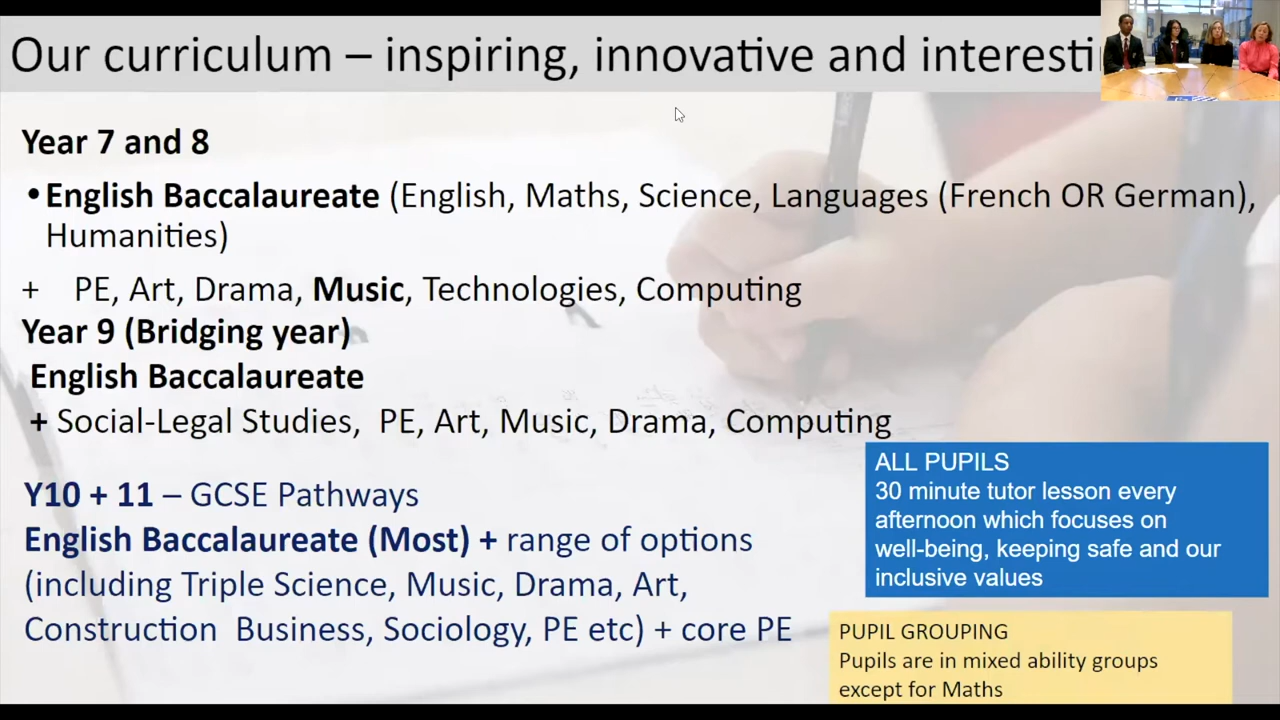 Our curriculum – inspiring, innovative and
Year 7 and 8
•English Baccalaureate (English, Maths, Science, Languages (French OR German),
Humanities)
+ PE, Art, Drama, Music, Technologies, Computing
Year 9 (Bridging year)
English Baccalaureate
+ Social-Legal Studies, PE, Art, Music, Drama, Computing
Y10 + 11 – GCSE Pathways
English Baccalaureate (Most) + range of options
(including Triple Science, Music, Drama, Art,
Construction Business, Sociology, PE etc) + core PE
ALL PUPILS
30 minute tutor lesson every
afternoon which focuses on
well-being, keeping safe and our
inclusive values
PUPIL GROUPING
Pupils are in mixed ability groups
except for Maths